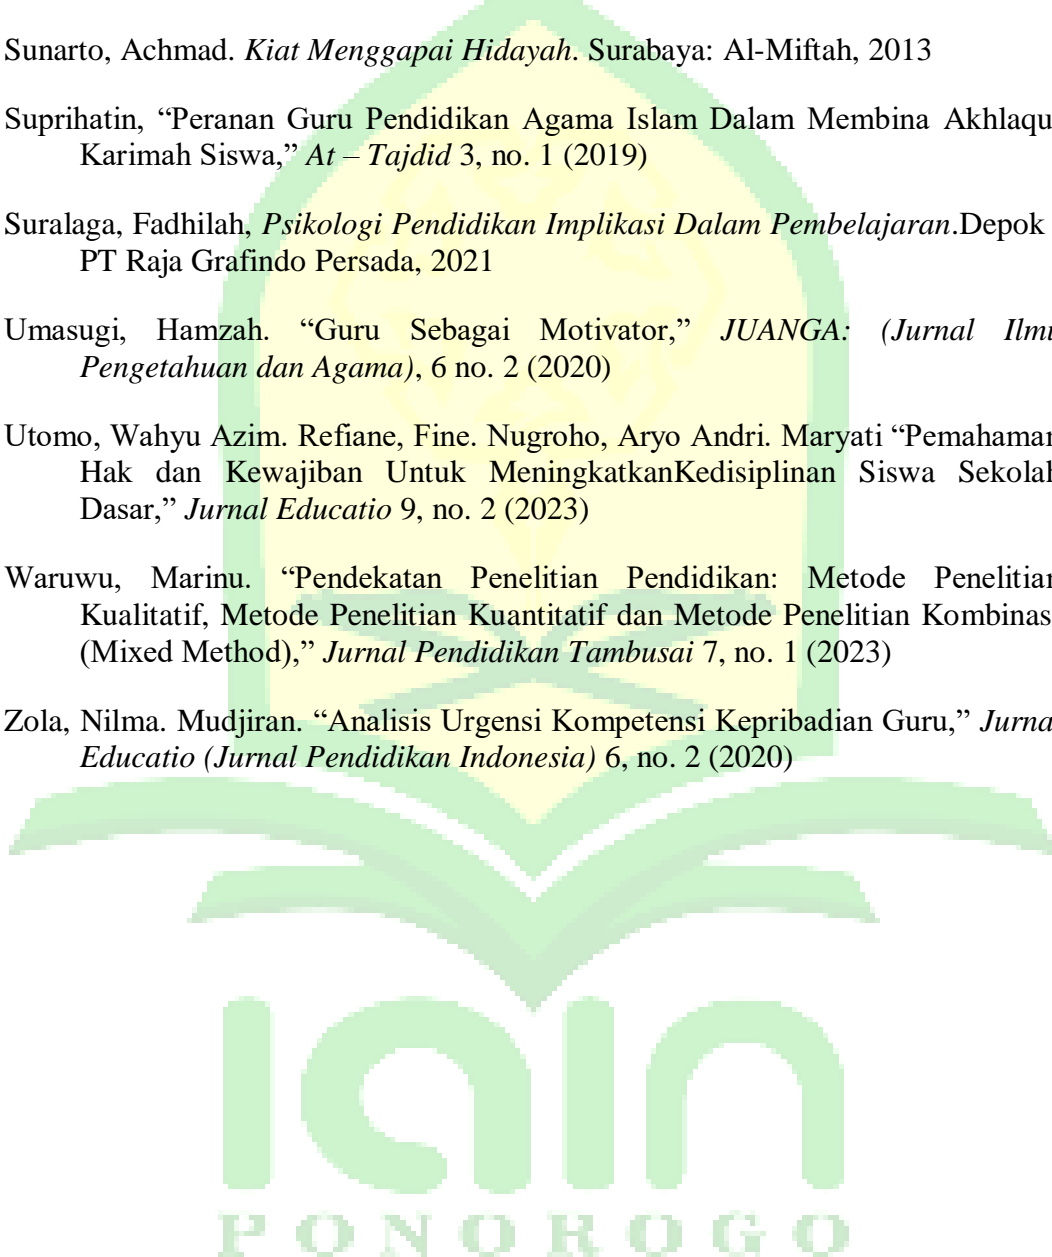 Sunarto, Achmad. Kiat Menggapai Hidayah. Surabaya: Al-Miftah, 2013
Suprihatin, “Peranan Guru Pendidikan Agama Islam Dalam Membina Akhlaqu
Karimah Siswa,” At – Tajdid 3, no. 1 (2019)
Suralaga, Fadhilah, Psikologi Pendidikan Implikasi Dalam Pembelajaran.Depok
PT Raja Grafindo Persada, 2021
Umasugi, Hamzah. “Guru Sebagai Motivator,” JUANGA: (Jurnal Ilmu
Pengetahuan dan Agama), 6 no. 2 (2020)
Utomo, Wahyu Azim. Refiane, Fine. Nugroho, Aryo Andri. Maryati “Pemahaman
Hak dan Kewajiban Untuk MeningkatkanKedisiplinan Siswa Sekolah
Dasar,” Jurnal Educatio 9, no. 2 (2023)
Waruwu, Marinu. “Pendekatan Penelitian Pendidikan: Metode Penelitian
Kualitatif, Metode Penelitian Kuantitatif dan Metode Penelitian Kombinas
(Mixed Method),” Jurnal Pendidikan Tambusai 7, no. 1 (2023)
Zola, Nilma. Mudjiran. “Analisis Urgensi Kompetensi Kepribadian Guru,” Jurna
Educatio (Jurnal Pendidikan Indonesia) 6, no. 2 (2020)
IAIN
PONOROGO